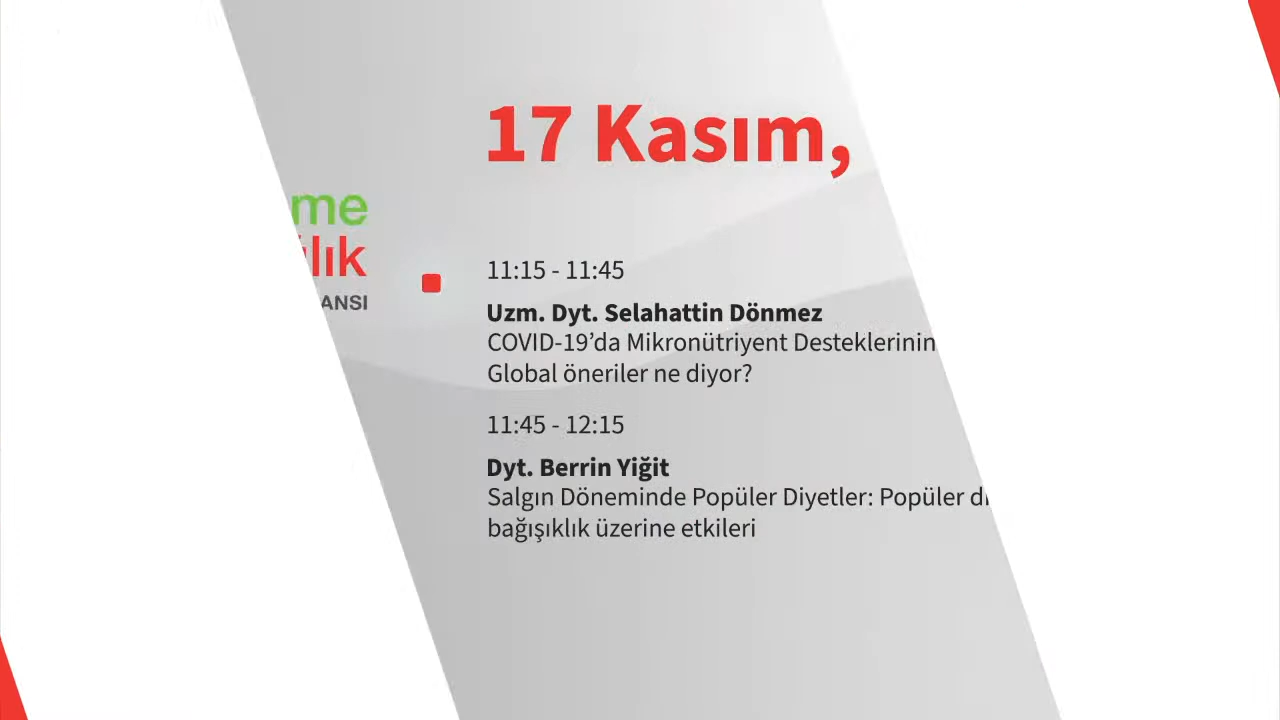 17 Kasım,
me
lık
ANSI
11:15 - 11:45
Uzm. Dyt. Selahattin Dönmez
COVID-19’da Mikronütriyent Desteklerinin
Global öneriler ne diyor?
11:45 - 12:15
Dyt. Berrin Yiğit
Salgın Döneminde Popüler Diyetler: Popüler
bağışıklık üzerine etkileri